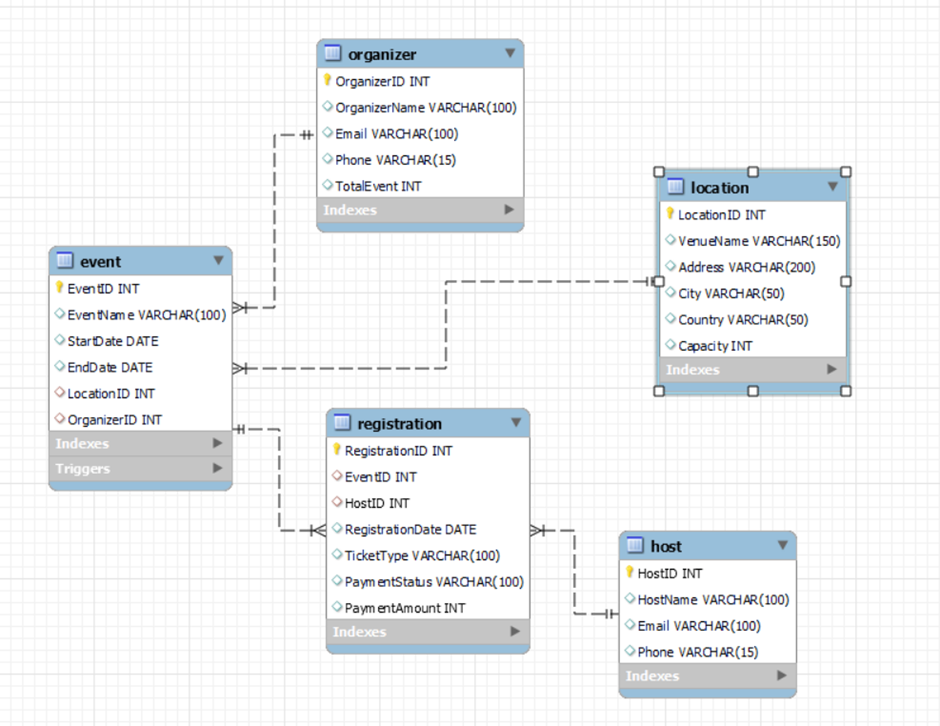 organizer
OrganizerID INT
OrganizerName VARCHAR(100)
Email VARCHAR(100)
Phone VARCHAR(15)
TotalEvent INT
Indexes
location
LocationID INT
VenueName VARCHAR(150)
Address VARCHAR(200)
City VARCHAR(50)
Country VARCHAR(50)
Capacity INT
Indexes
event
EventID INT
EventName VARCHAR(100)
StartDate DATE
EndDate DATE
LocationID INT
OrganizerID INT
Indexes
Triggers
registration
RegistrationID INT
EventID INT
HostID INT
RegistrationDate DATE
TicketType VARCHAR(100)
PaymentStatus VARCHAR(100)
PaymentAmount INT
Indexes
host
HostID INT
HostName VARCHAR(100)
Email VARCHAR(100)
Phone VARCHAR(15)
Indexes